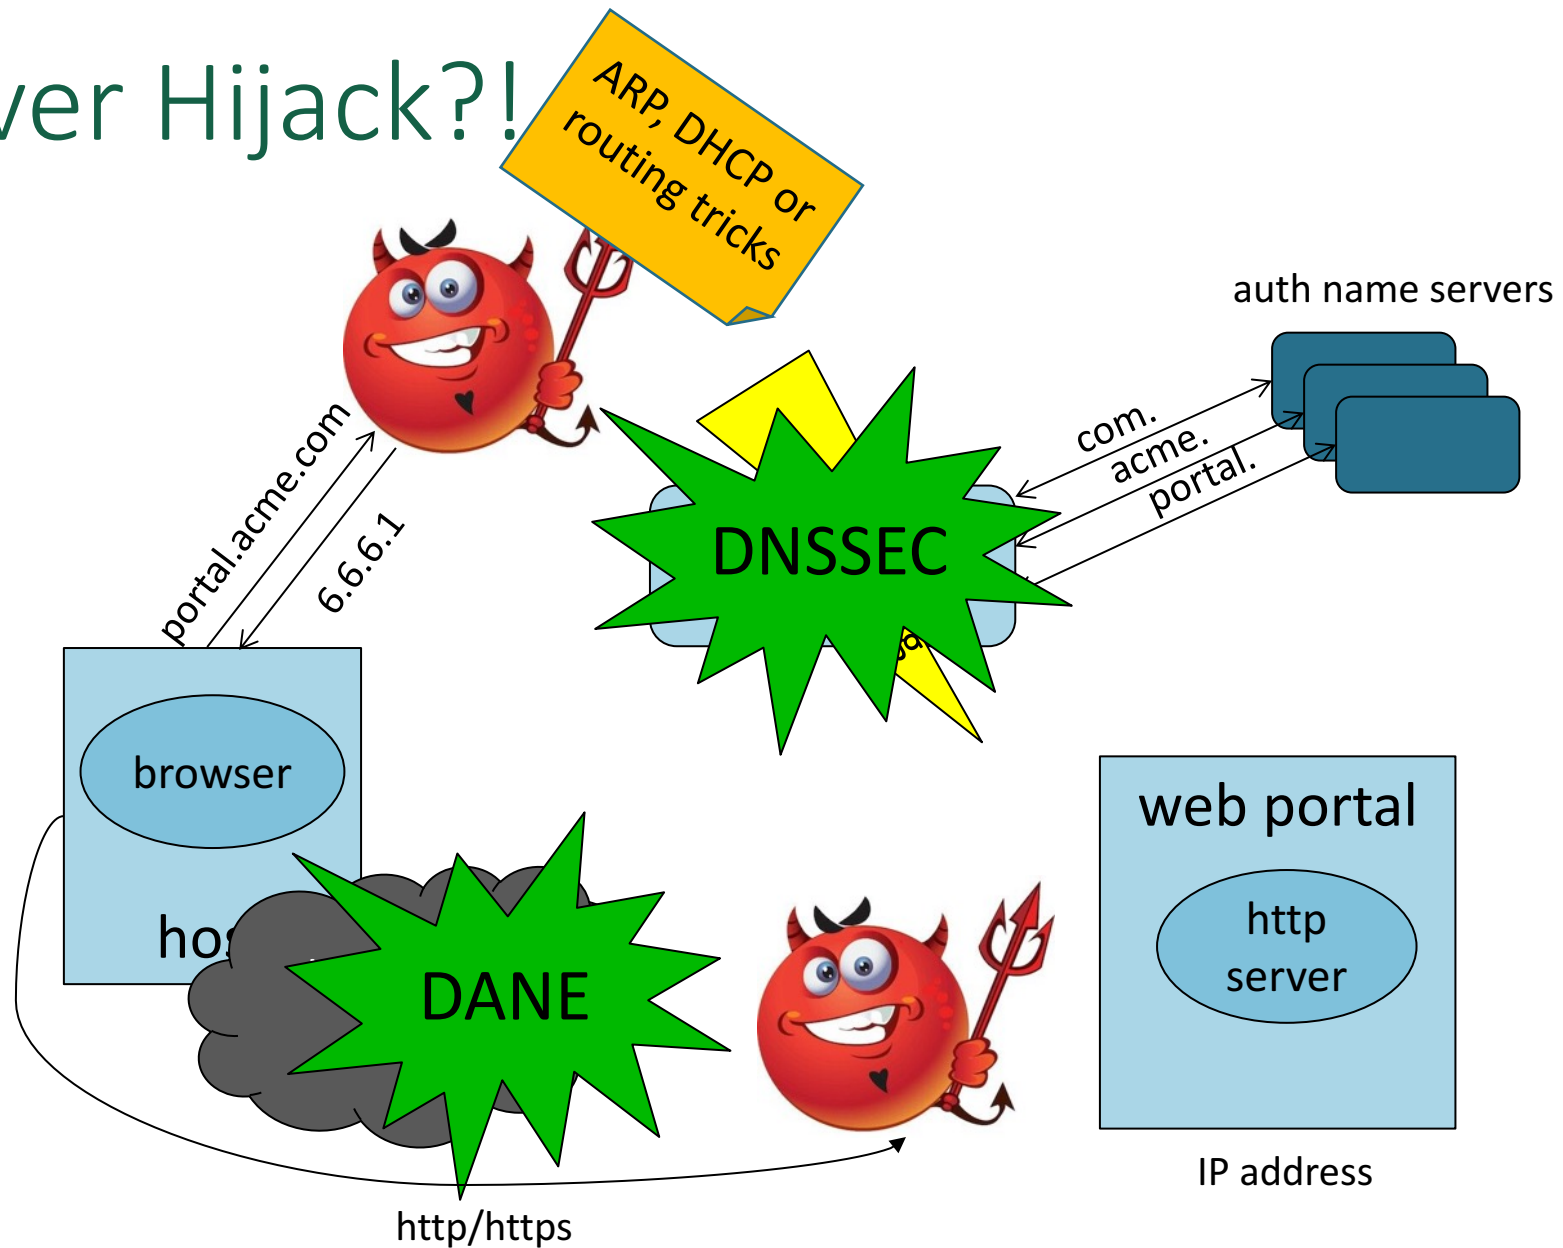 ver Hijack?!
ARP, DHCP or
routing tricks
auth name servers
com.
acme.
portal.
portal.acme.com
6.6.6.1
DNSSEC
browser
web portal
http
server
DANE
IP address
http/https